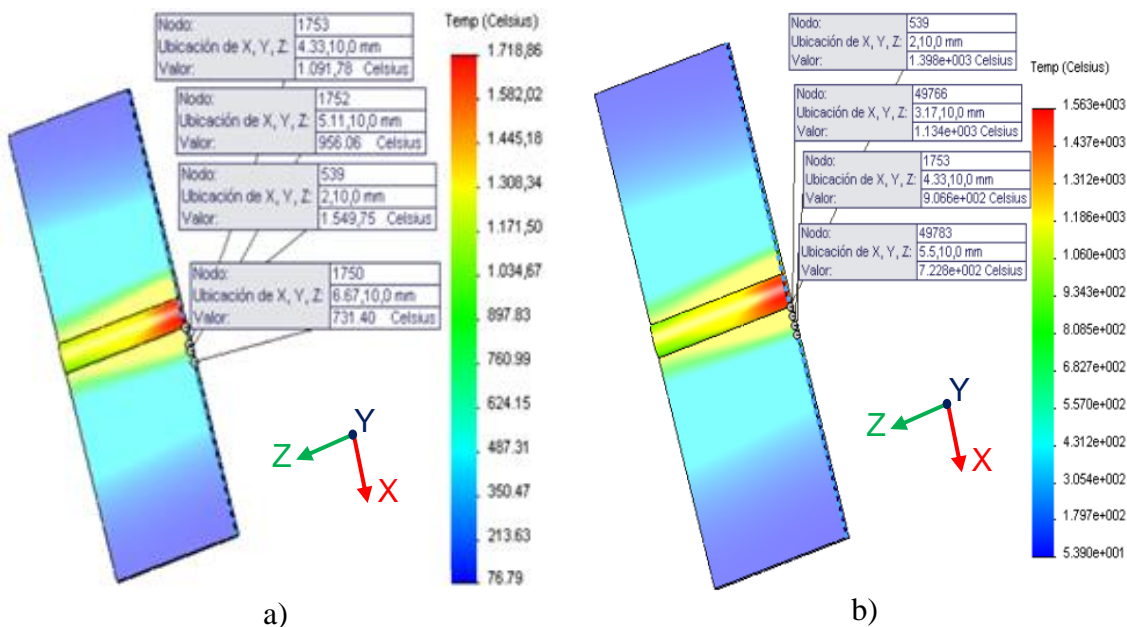 Nodo: 1753
Ubicación de X, Y, Z: 4.33,10,0 mm
Valor: 1.091,78 Celsius
Nodo: 1752
Ubicación de X, Y, Z: 5.11,10,0 mm
Valor: 956.06 Celsius
Nodo: 539
Ubicación de X, Y, Z: 2,10,0 mm
Valor: 1.549,75 Celsius
Nodo: 1750
Ubicación de X, Y, Z: 6.67,10,0 mm
Valor: 731.40 Celsius
Temp (Celsius)
1.718,86
1.582,02
1.445,18
1.308,34
1.171,50
1.034,67
897.83
760.99
624.15
487.31
350.47
213.63
76.79
Y
Z
X
a)
Nodo: 539
Ubicación de X, Y, Z: 2,10,0 mm
Valor: 1.398e+003 Celsius
Nodo: 49766
Ubicación de X, Y, Z: 3.17,10,0 mm
Valor: 1.134e+003 Celsius
Nodo: 1753
Ubicación de X, Y, Z: 4.33,10,0 mm
Valor: 9.066e+002 Celsius
Nodo: 49783
Ubicación de X, Y, Z: 5.5,10,0 mm
Valor: 7.228e+002 Celsius
Temp (Celsius)
1.563e+003
1.437e+003
1.312e+003
1.186e+003
1.060e+003
9.343e+002
8.085e+002
6.827e+002
5.570e+002
4.312e+002
3.054e+002
1.797e+002
5.390e+001
Y
Z
X
b)